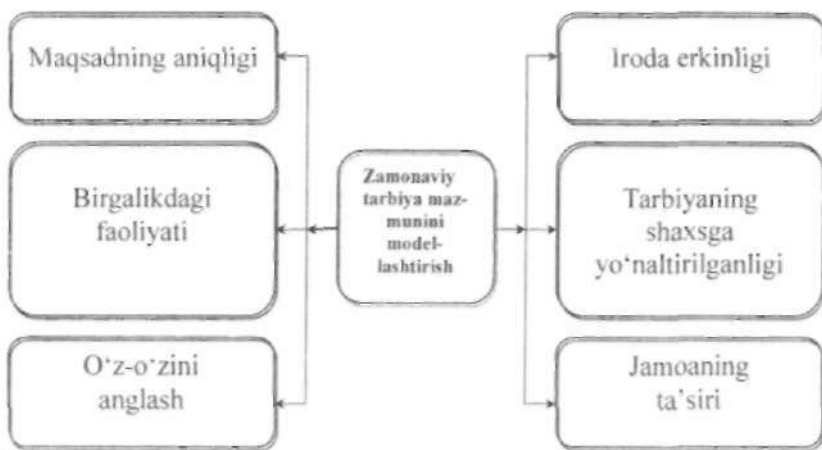 Maqsadning aniqligi
Birgalikdagi
faoliyati
O‘z-o‘zini
anglash
Zamonaviy
tarbiya maz-
munini
model-
lashtirish
Iroda erkinligi
Tarbiyaning
shaxsga
yo‘naltirilganligi
Jamoaning
ta’siri